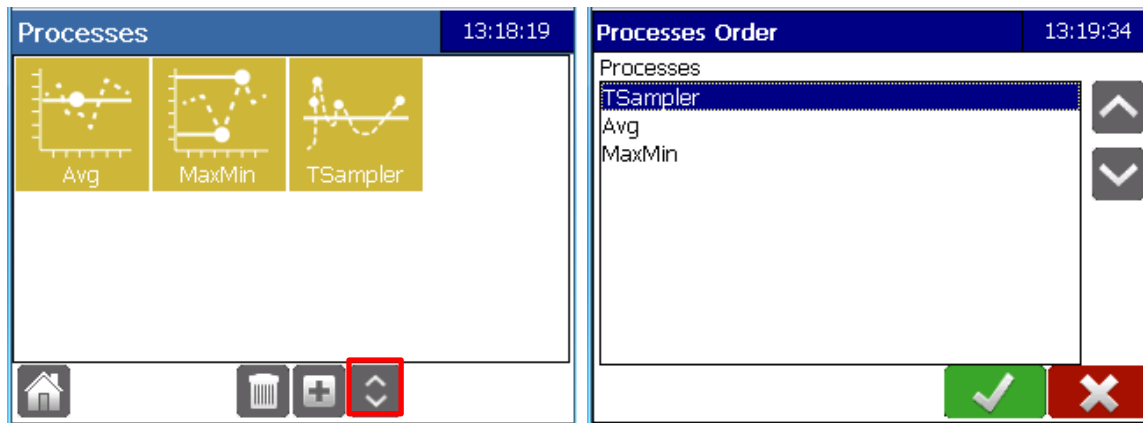 Processes
13:18:19
Avg
MaxMin
TSampler
Processes Order
13:19:34
Processes
TSampler
Avg
MaxMin